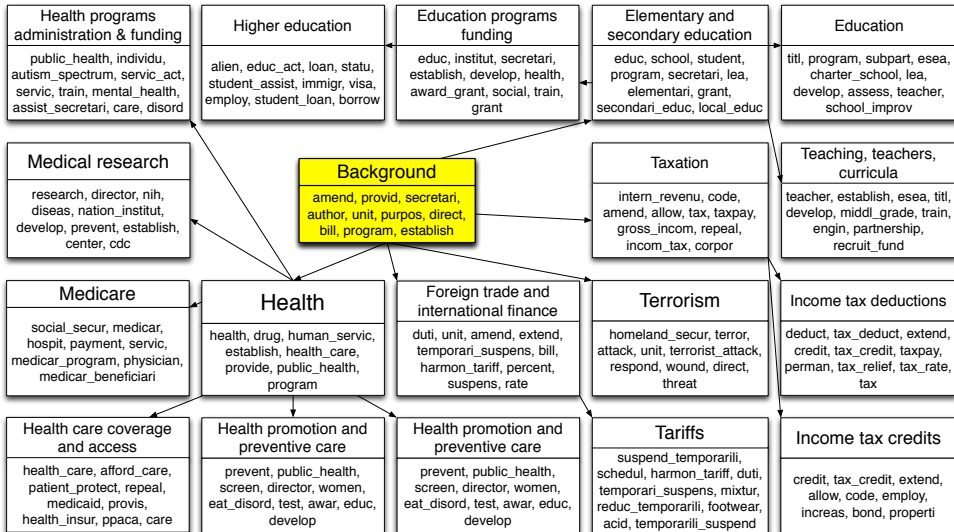 Health programs
administration & funding
public_health, individu,
autism_spectrum, servic_act,
servic, train, mental_health,
assist_secretari, care, disord
Higher education
alien, educ_act, loan, statu,
student_assist, immigr, visa,
employ, student_loan, borrow
Education programs
funding
educ, institut, secretari,
establish, develop, health,
award_grant, social, train,
grant
Elementary and
secondary education
educ, school, student,
program, secretari, lea,
elementari, grant,
secondari_educ, local_educ
Education
titl, program, subpart, esea,
charter_school, lea,
develop, assess, teacher,
school_improv
Medical research
research, director, nih,
diseas, nation_institut,
develop, prevent, establish,
center, cdc
Background
amend, provid, secretari,
author, unit, purpos, direct,
bill, program, establish
Taxation
intern_revenu, code,
amend, allow, tax, taxpay,
gross_incom, repeal,
incom_tax, corpor
Teaching, teachers,
curricula
teacher, establish, esea, titl,
develop, middl_grade, train,
engin, partnership,
recruit_fund
Medicare
social_secur, medicar,
hospit, payment, servic,
medicar_program, physician,
medicar_beneficiari
Health
health, drug, human_servic,
establish, health_care,
provide, public_health,
program
Foreign trade and
international finance
duti, unit, amend, extend,
temporari_suspens, bill,
harmon_tariff, percent,
suspens, rate
Terrorism
homeland_secur, terror,
attack, unit, terrorist_attack,
respond, wound, direct,
threat
Income tax deductions
deduct, tax_deduct, extend,
credit, tax_credit, taxpay,
perman, tax_relief, tax_rate,
tax
Health care coverage
and access
health_care, afford_care,
patient_protect, repeal,
medicaid, provis,
health_insur, ppaca, care
Health promotion and
preventive care
prevent, public_health,
screen, director, women,
eat_disord, test, awar, educ,
develop
Health promotion and
preventive care
prevent, public_health,
screen, director, women,
eat_disord, test, awar, educ,
develop
Tariffs
suspend_temporarili,
schedul, harmon_tariff, duti,
temporari_suspens, mixtur,
reduc_temporarili, footwear,
acid, temporarili_suspend
Income tax credits
credit, tax_credit, extend,
allow, code, employ,
increas, bond, properti